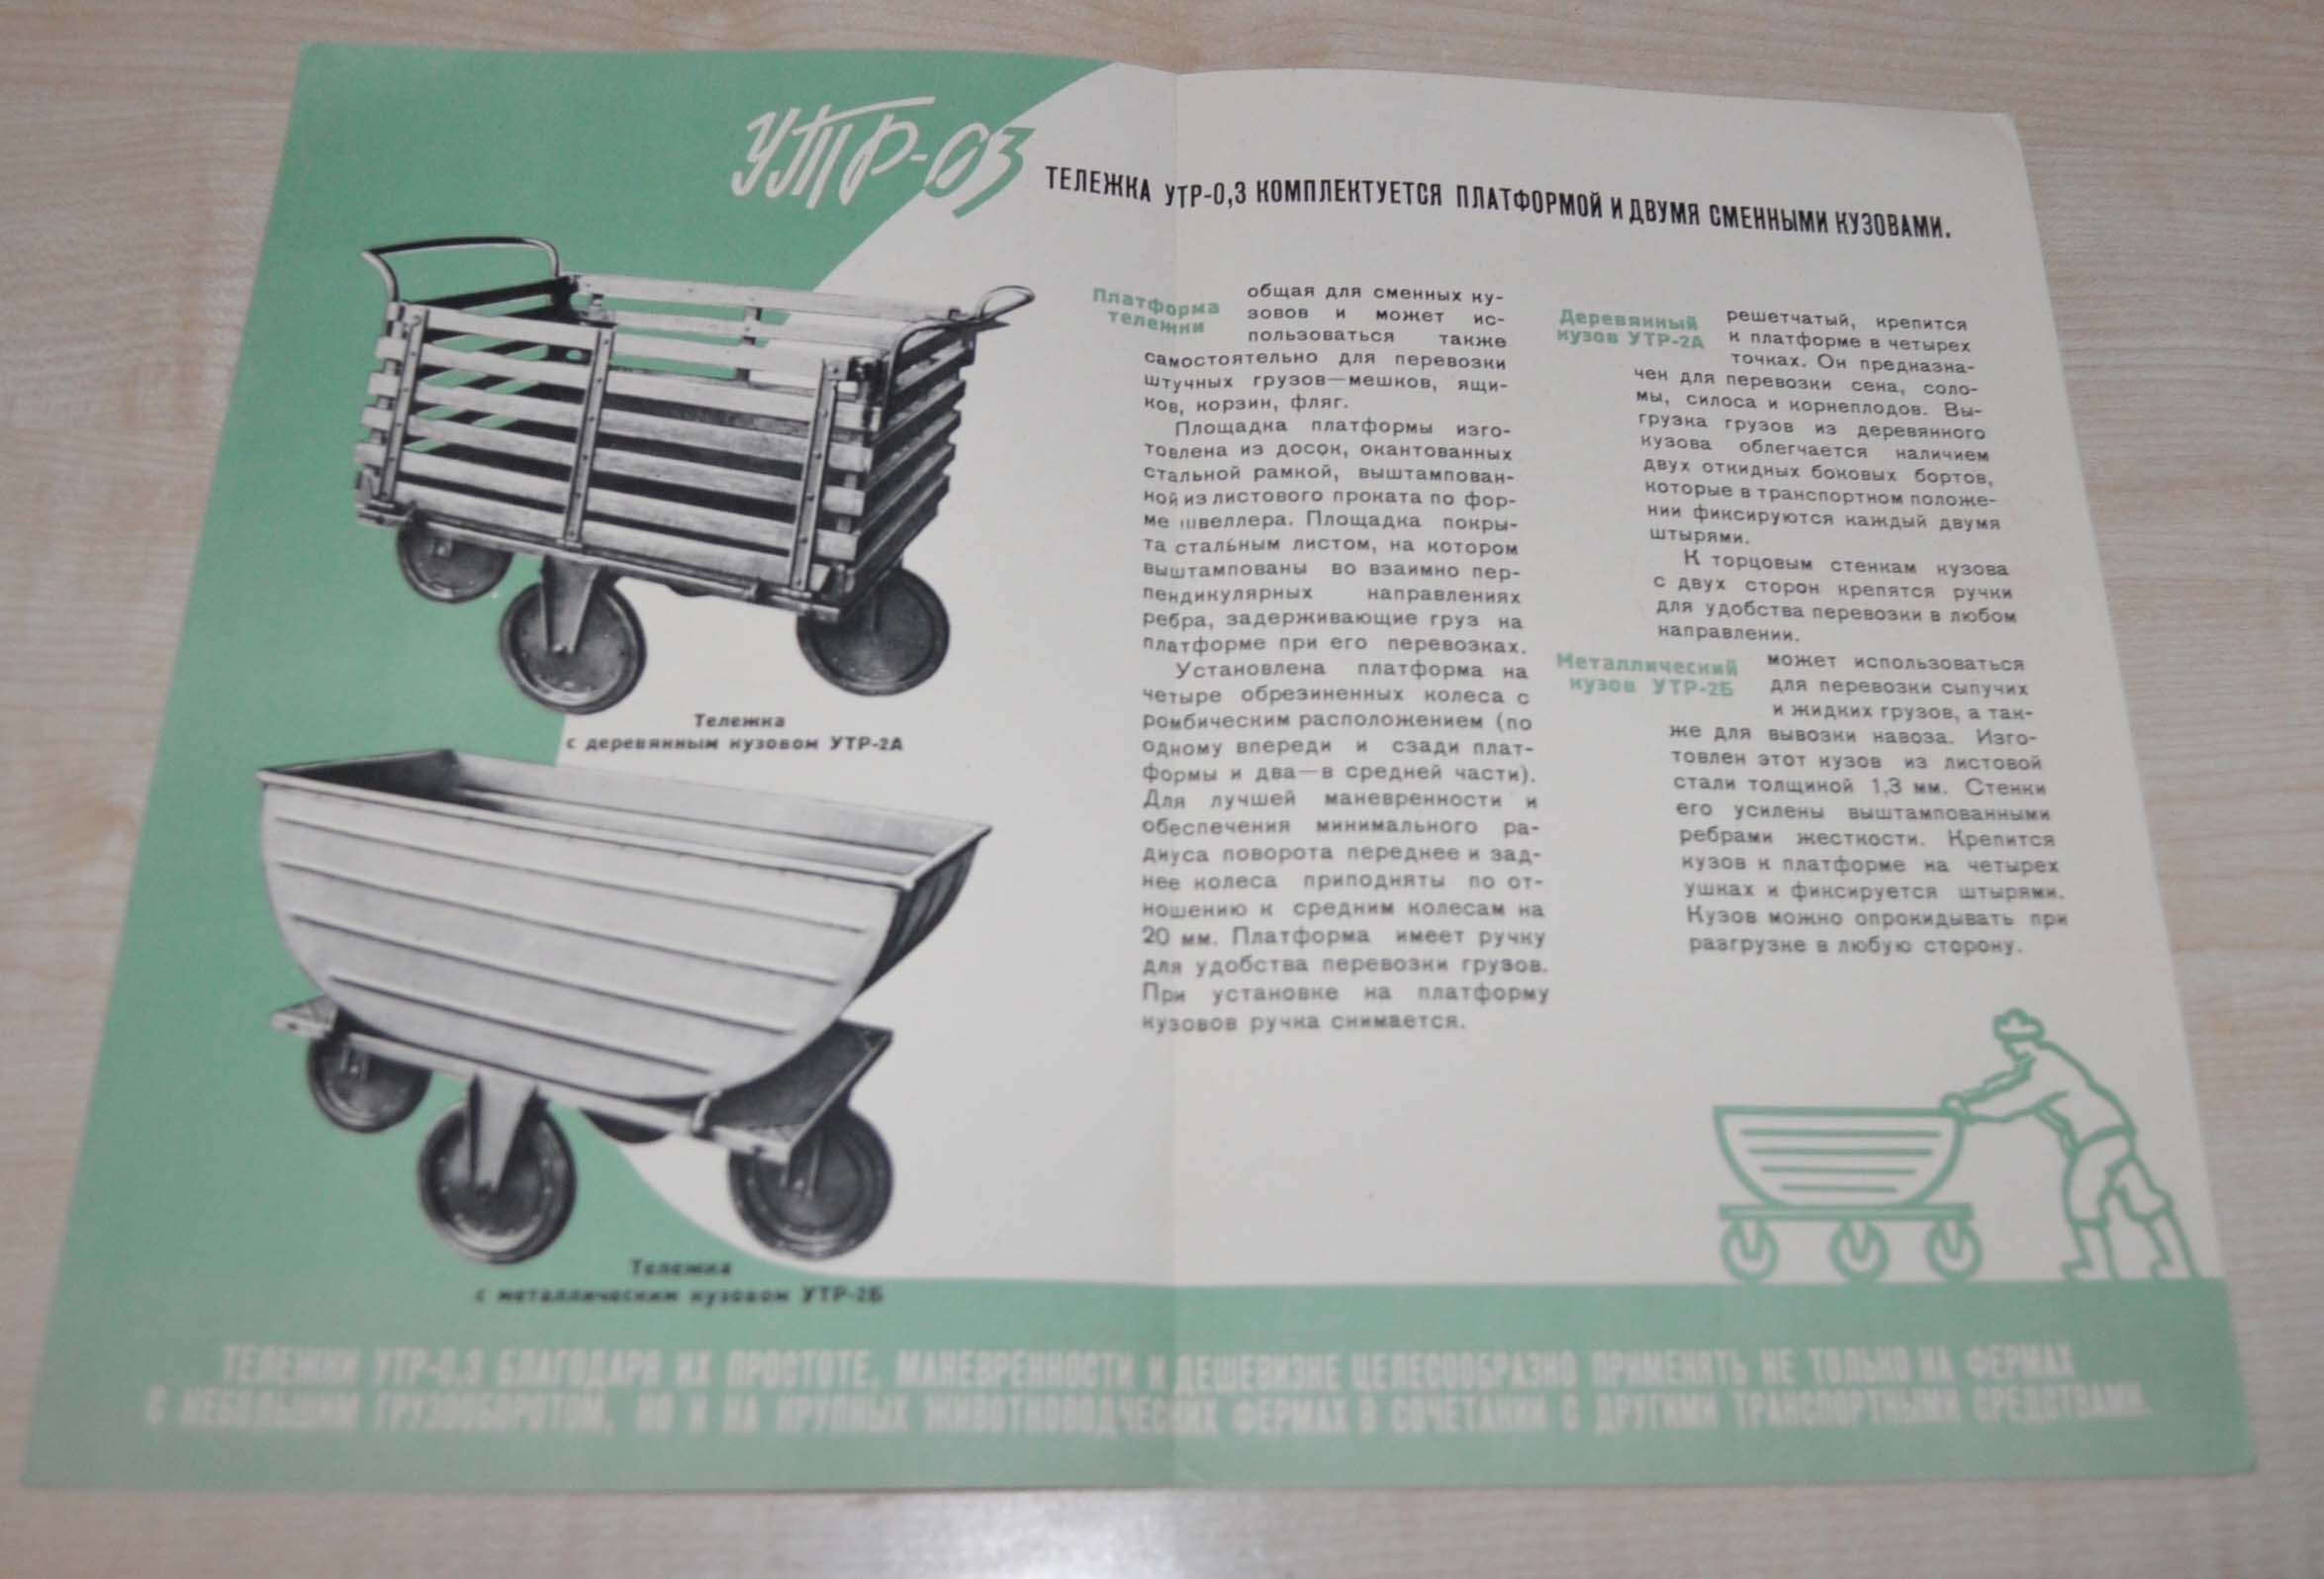 УТР-03
ТЕЛЕЖКА УТР-0,3 КОМПЛЕКТУЕТСЯ ПЛАТФОРМОЙ И ДВУМЯ СМЕННЫМИ КУЗОВАМИ.
Тележка
с деревянным кузовом УТР-2А
Тележка
с металлическим кузовом УТР-2Б
Платформа
тележки
общая для сменных ку-
зовов и может ис-
пользоваться также
самостоятельно для перевозки
штучных грузов—мешков, ящи-
ков, корзин, фляг.
Площадка платформы изго-
товлена из досок, окантованных
стальной рамкой, выштампован-
ной из листового проката по фор-
ме швеллера. Площадка покры-
та стальным листом, на котором
выштампованы во взаимно пер-
пендикулярных направлениях
ребра, задерживающие груз на
платформе при его перевозках.
Установлена платформа на
четыре обрезиненных колеса с
ромбическим расположением (по
одному впереди и сзади плат-
формы и два—в средней части).
Для лучшей маневренности и
обеспечения минимального ра-
диуса поворота переднее и зад-
нее колеса приподняты по от-
ношению к средним колесам на
20 мм. Платформа имеет ручку
для удобства перевозки грузов.
При установке на платформу
кузовов ручка снимается.
Деревянный
кузов УТР-2А
решетчатый, крепится
к платформе в четырех
точках. Он предназна-
чен для перевозки сена, соло-
мы, силоса и корнеплодов. Вы-
грузка грузов из деревянного
кузова облегчается наличием
двух откидных боковых бортов,
которые в транспортном положе-
нии фиксируются каждый двумя
штырями.
К торцовым стенкам кузова
с двух сторон крепятся ручки
для удобства перевозки в любом
направлении.
Металлический
кузов УТР-2Б
может использоваться
для перевозки сыпучих
и жидких грузов, а так-
же для вывозки навоза. Изго-
товлен этот кузов из листовой
стали толщиной 1,3 мм. Стенки
его усилены выштампованными
ребрами жесткости. Крепится
кузов к платформе на четырех
ушках и фиксируется штырями.
Кузов можно опрокидывать при
разгрузке в любую сторону.
ТЕЛЕЖКИ УТР-0,3 БЛАГОДАРЯ ИХ ПРОСТОТЕ, МАНЕВРЕННОСТИ И ДЕШЕВИЗНЕ ЦЕЛЕСООБРАЗНО ПРИМЕНЯТЬ НЕ ТОЛЬКО НА ФЕРМАХ
С НЕБОЛЬШИМ ГРУЗООБОРОТОМ, НО И НА КРУПНЫХ ЖИВОТНОВОДЧЕСКИХ ФЕРМАХ В СОЧЕТАНИИ С ДРУГИМИ ТРАНСПОРТНЫМИ СРЕДСТВАМИ.